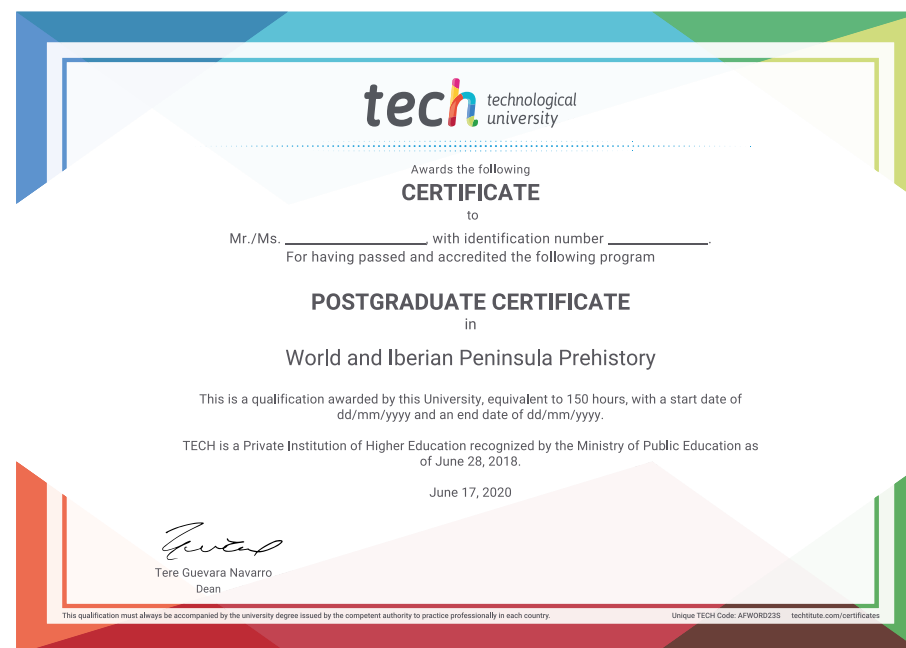 tech technological
university
Awards the following
CERTIFICATE
to
Mr./Ms. ____________, with identification number ____________.
For having passed and accredited the following program
POSTGRADUATE CERTIFICATE
in
World and Iberian Peninsula Prehistory
This is a qualification awarded by this University, equivalent to 150 hours, with a start date of
dd/mm/yyyy and an end date of dd/mm/yyyy.
TECH is a Private Institution of Higher Education recognized by the Ministry of Public Education as
of June 28, 2018.
June 17, 2020
Tere Guevara Navarro
Dean
This qualification must always be accompanied by the university degree issued by the competent authority to practice professionally in each country. Unique TECH Code: AFWORD23S techtitute.com/certificates